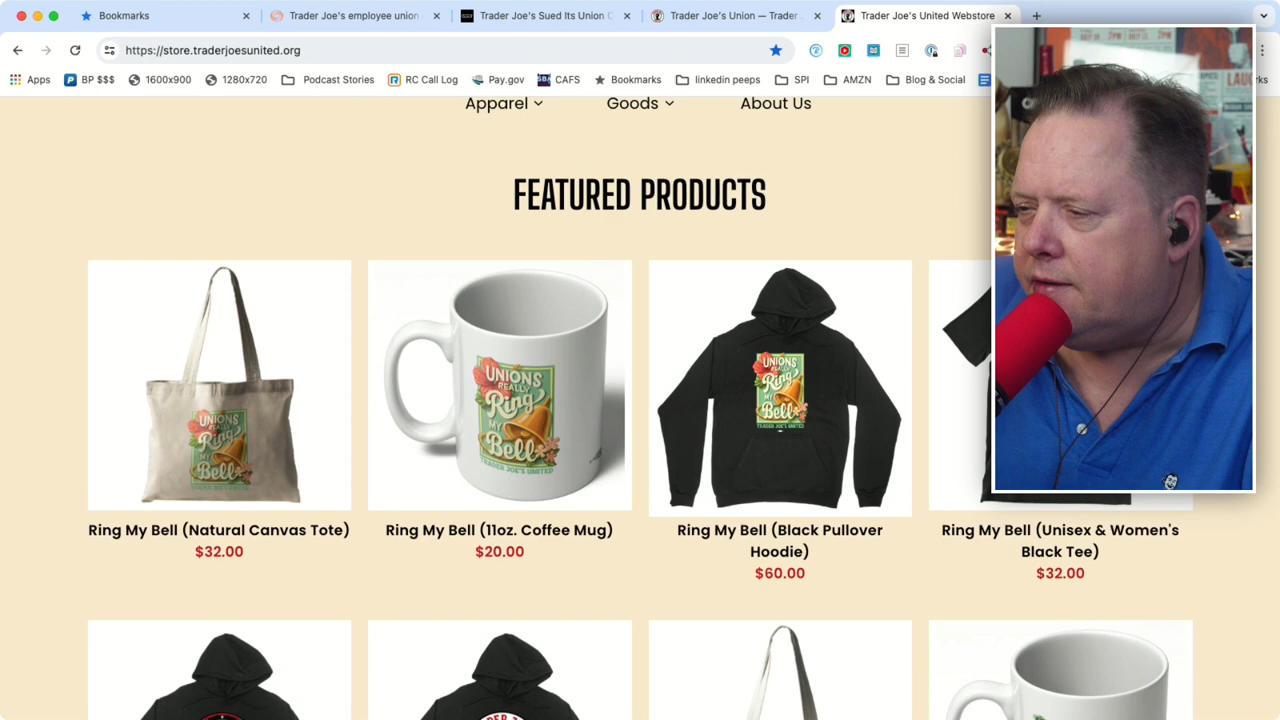 Bookmarks
Trader Joe's employee union
Trader Joe's Sued Its Union
Trader Joe's Union — Trader
Trader Joe's United Webstore
https://store.traderjoesunited.org
Apps
BP $$$
1600x900
1280x720
Podcast Stories
RC Call Log
Pay.gov
CAFS
Bookmarks
linkedin peeps
SPI
AMZN
Blog & Social
Apparel
Goods
About Us
FEATURED PRODUCTS
UNIONS
REALLY
Ring
MY
Bell
TRADER JOE'S UNITED
UNIONS
REALLY
Ring
MY
Bell
TRADER JOE'S UNITED
UNIONS
REALLY
Ring
MY
Bell
TRADER JOE'S UNITED
Ring My Bell (Natural Canvas Tote)
$32.00
Ring My Bell (11oz. Coffee Mug)
$20.00
Ring My Bell (Black Pullover
Hoodie)
$60.00
Ring My Bell (Unisex & Women's
Black Tee)
$32.00